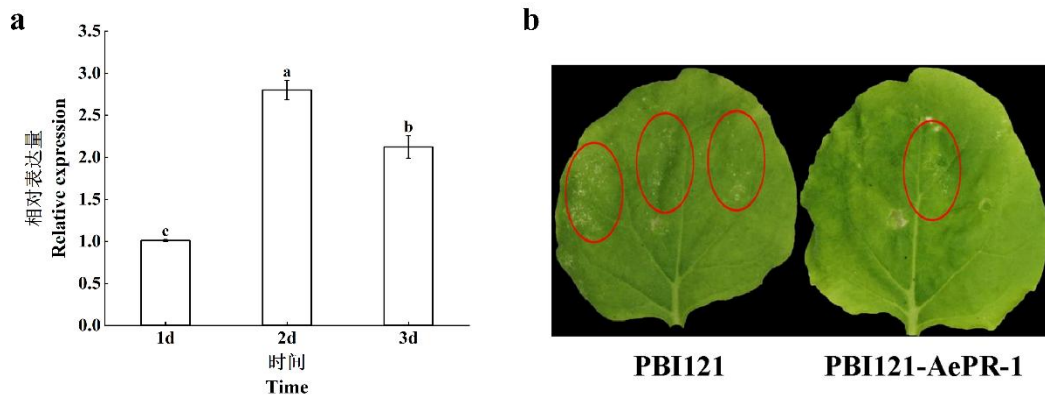 a
3.5
3.0
2.5
2.0
1.5
1.0
0.5
0.0
相对表达量
Relative expression
c
a
b
1d
2d
3d
时间
Time
b
PBI121
PBI121-AePR-1